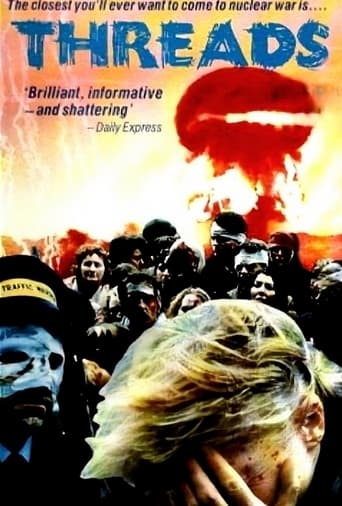 The closest you'll ever want to come to nuclear war is....
THREADS
'Brilliant, informative
– and shattering'
– Daily Express
TRAFFIC